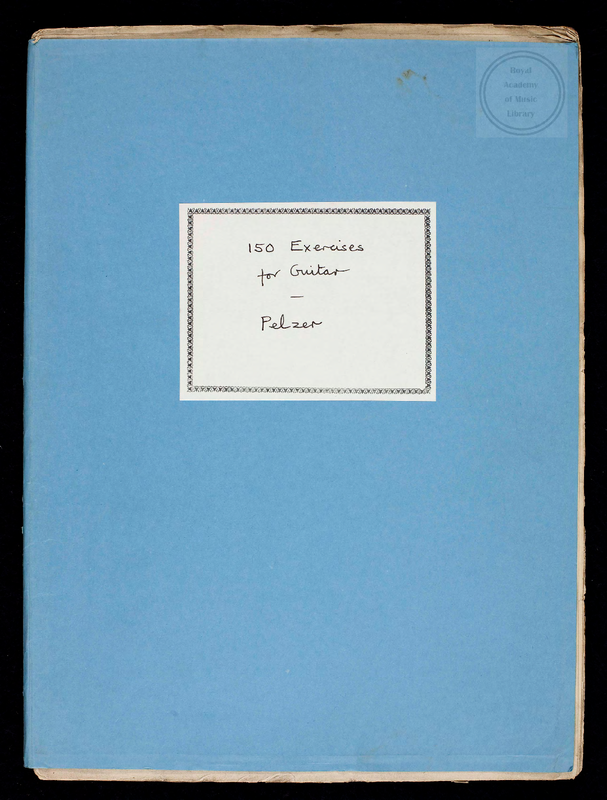 Royal
Academy
of Music
Library
150 Exercises
for Guitar
—
Pelzer